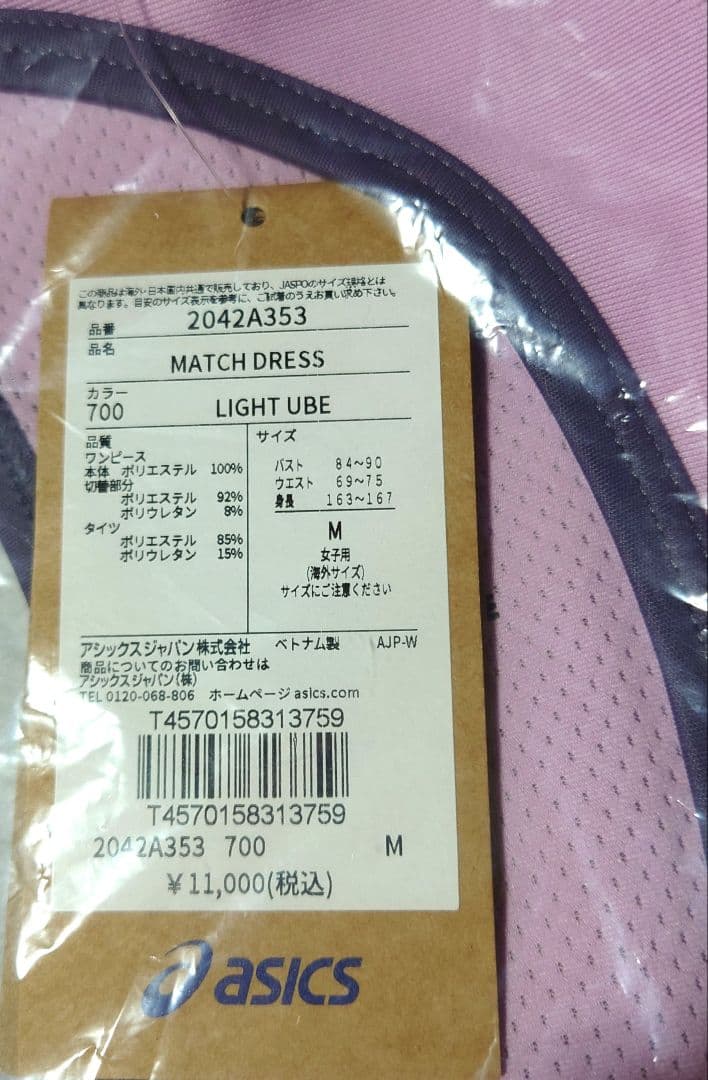 この商品は海外・日本国内共通で販売しており、JASPOのサイズ規格とは
異なります。目安のサイズ表示を参考に、ご試着のうえお買い求め下さい。
品番 2042A353
品名
MATCH DRESS
カラー
700 LIGHT UBE
品質
ワンピース
本体 ポリエステル 100%
切替部分
ポリエステル 92%
ポリウレタン 8%
タイツ
ポリエステル 85%
ポリウレタン 15%
サイズ
バスト 84～90
ウエスト 69～75
身長 163～167
M
女子用
(海外サイズ)
サイズにご注意ください
アシックスジャパン株式会社 ベトナム製 AJP-W
商品についてのお問い合わせは
アシックスジャパン(株)
TEL 0120-068-806 ホームページ asics.com
T4570158313759
T4570158313759
2042A353 700 M
¥11,000(税込)
asics